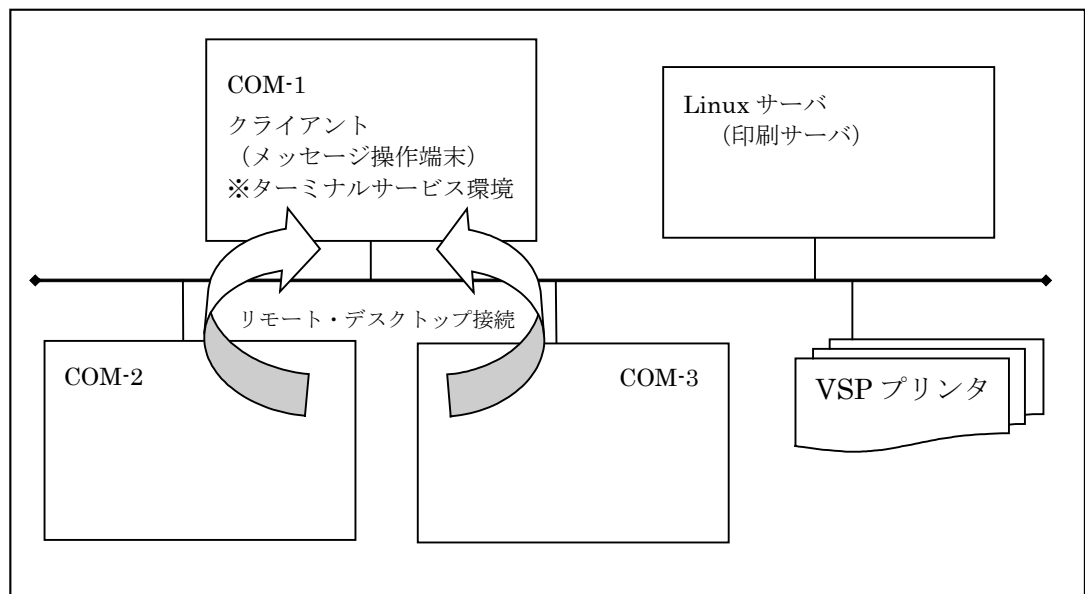 COM-1
クライアント
（メッセージ操作端末）
※ターミナルサービス環境
Linux サーバ
（印刷サーバ）
リモート・デスクトップ接続
COM-2
COM-3
VSP プリンタ